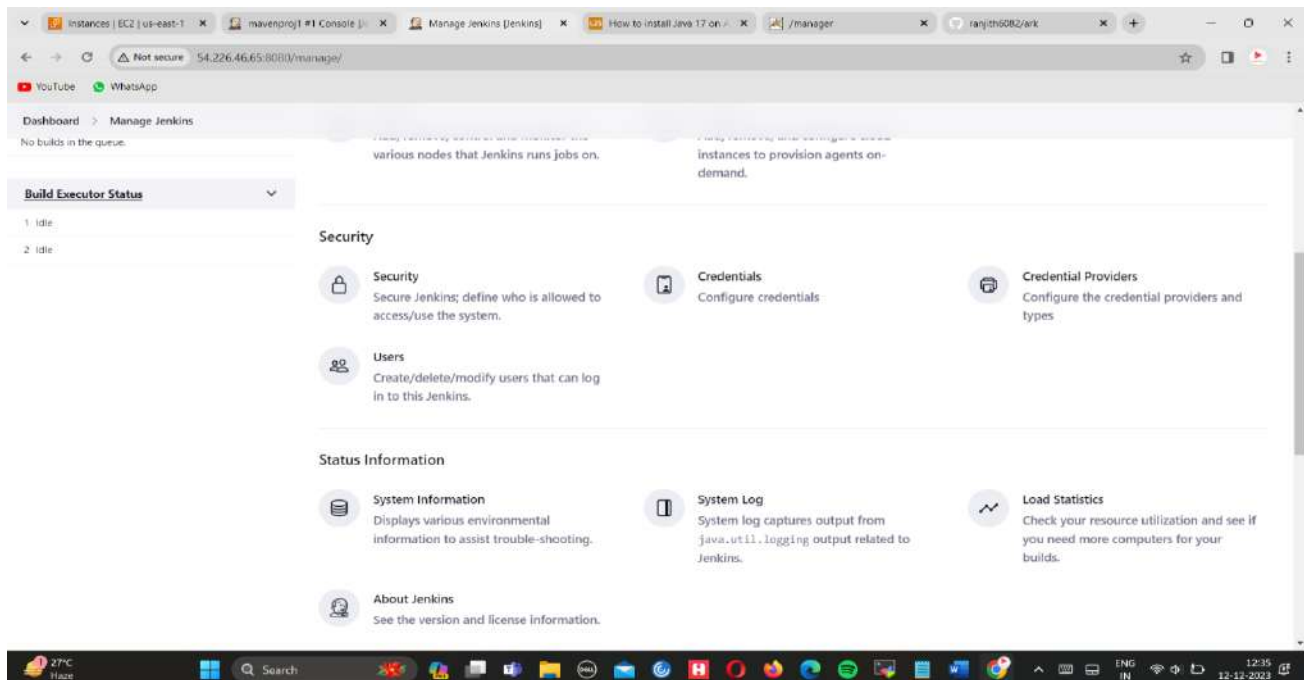 Instances | EC2 | us-east-1
mavenproj1 #1 Console
Manage Jenkins [Jenkins]
How to install Java 17 on
/manager
ranjith6082/ark
Not secure 54.226.46.65:8080/manage/
YouTube WhatsApp
Dashboard > Manage Jenkins
No builds in the queue.
various nodes that Jenkins runs jobs on.
instances to provision agents on-
demand.
Build Executor Status
1 Idle
2 Idle
Security
Security
Secure Jenkins; define who is allowed to
access/use the system.
Credentials
Configure credentials
Credential Providers
Configure the credential providers and
types
Users
Create/delete/modify users that can log
in to this Jenkins.
Status Information
System Information
Displays various environmental
information to assist trouble-shooting.
System Log
System log captures output from
java.util.logging output related to
Jenkins.
Load Statistics
Check your resource utilization and see if
you need more computers for your
builds.
About Jenkins
See the version and license information.
27°C
Haze
Search
ENG
IN
12:35
12-12-2023